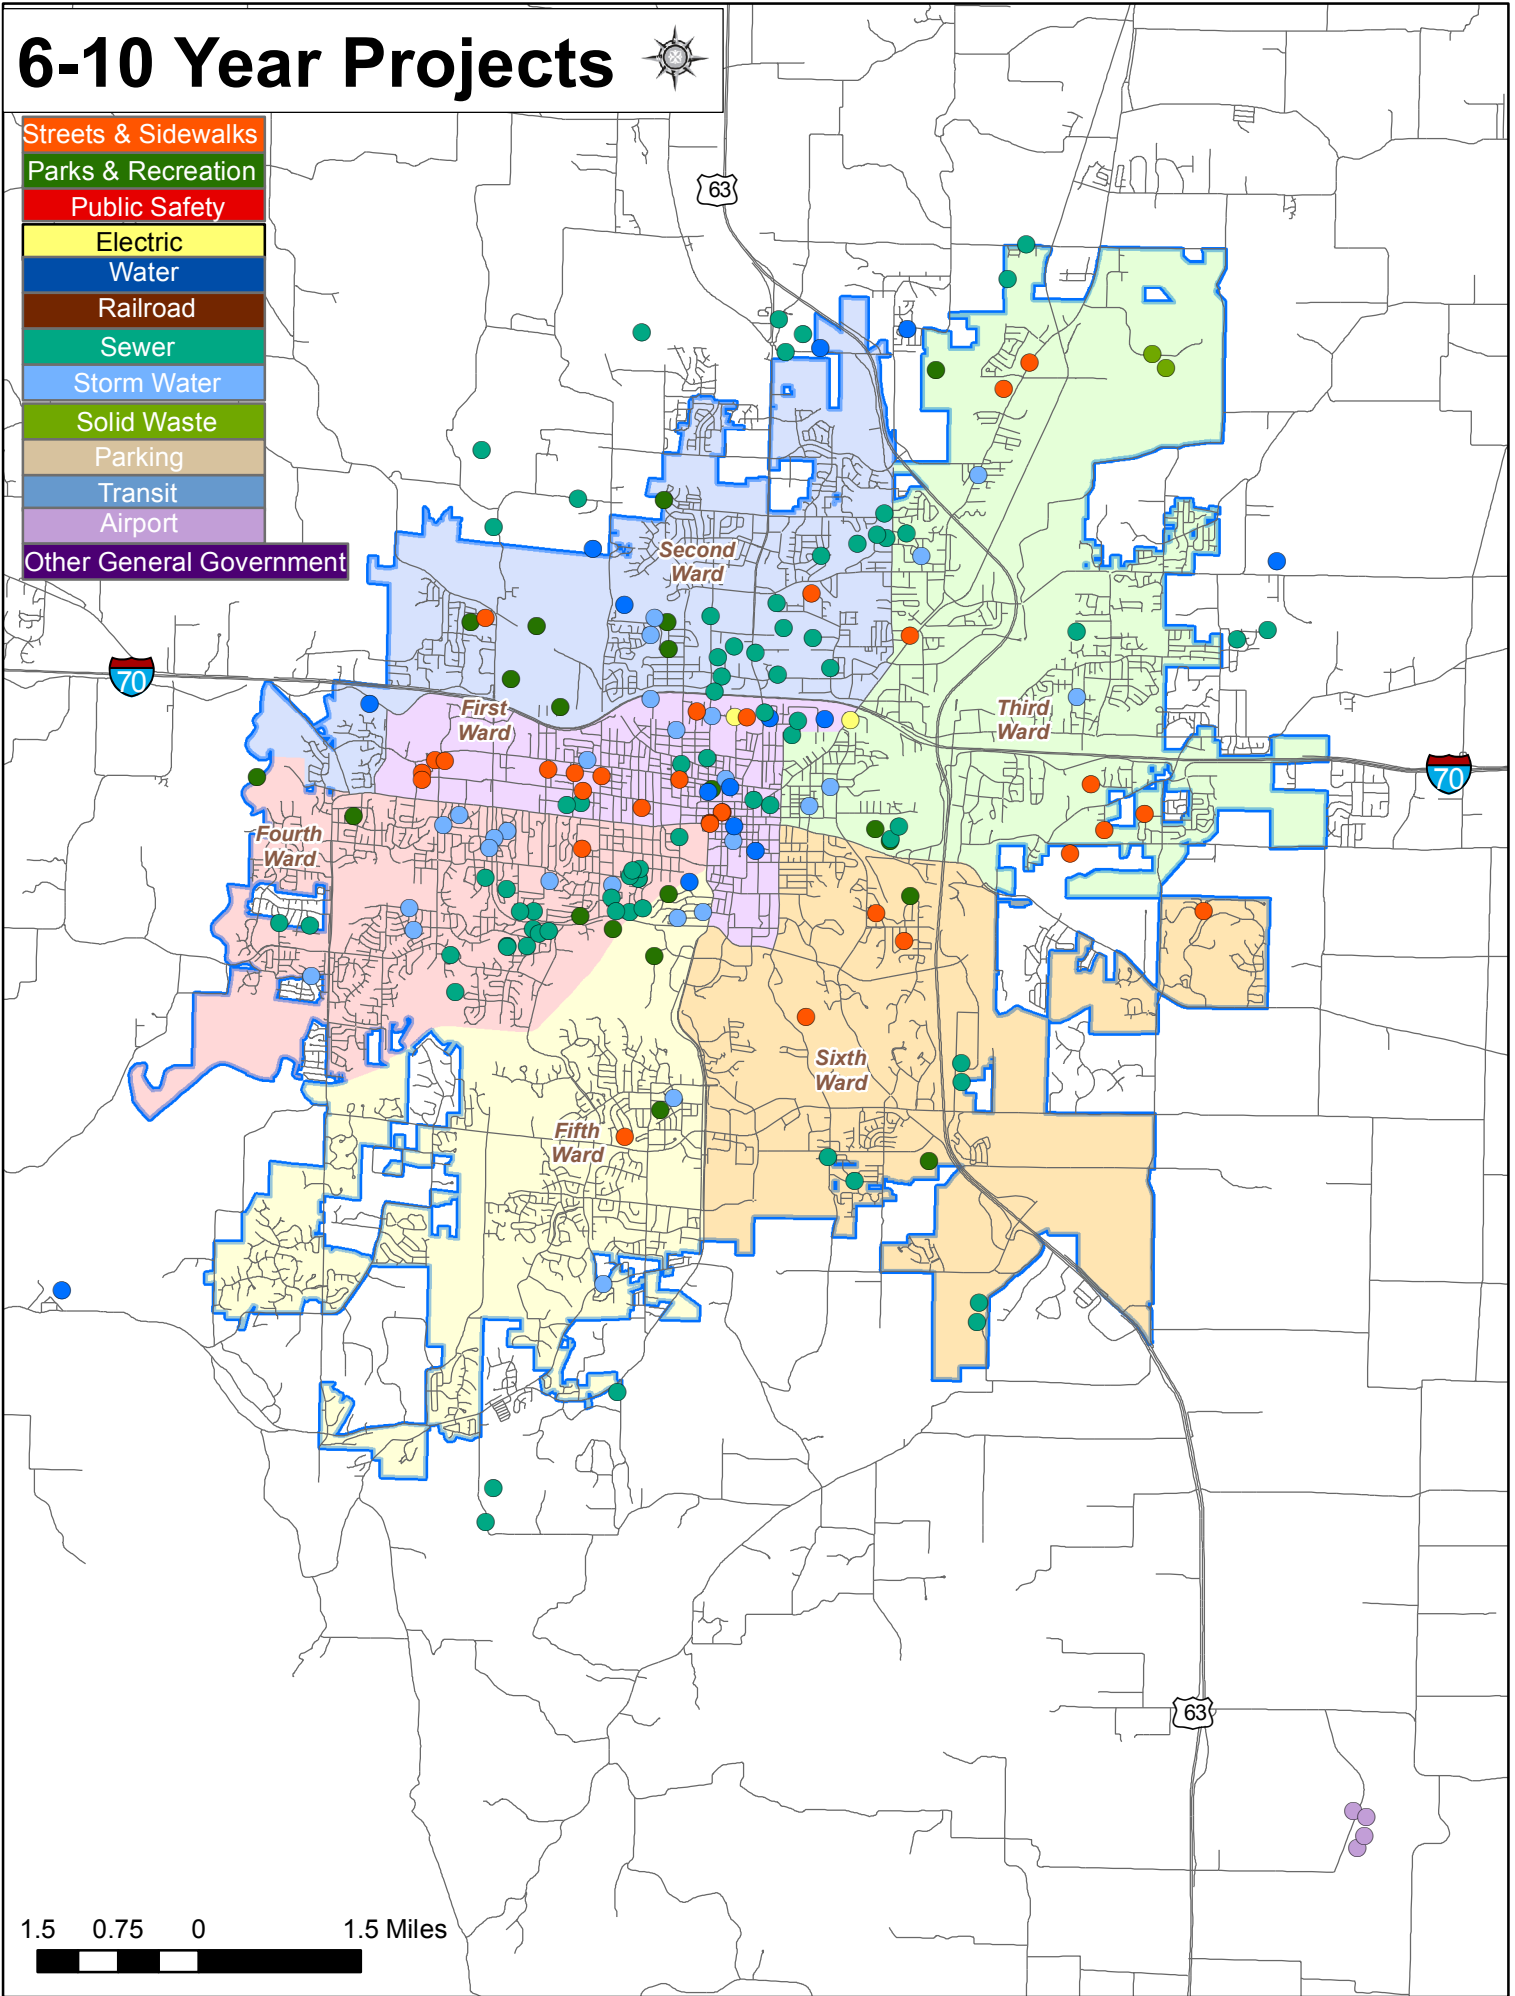 6-10 Year Projects
Streets & Sidewalks
Parks & Recreation
Public Safety
Electric
Water
Railroad
Sewer
Storm Water
Solid Waste
Parking
Transit
Airport
Other General Government
63
Second
Ward
70
First
Ward
Third
Ward
70
Fourth
Ward
Sixth
Ward
Fifth
Ward
63
1.5 0.75 0 1.5 Miles